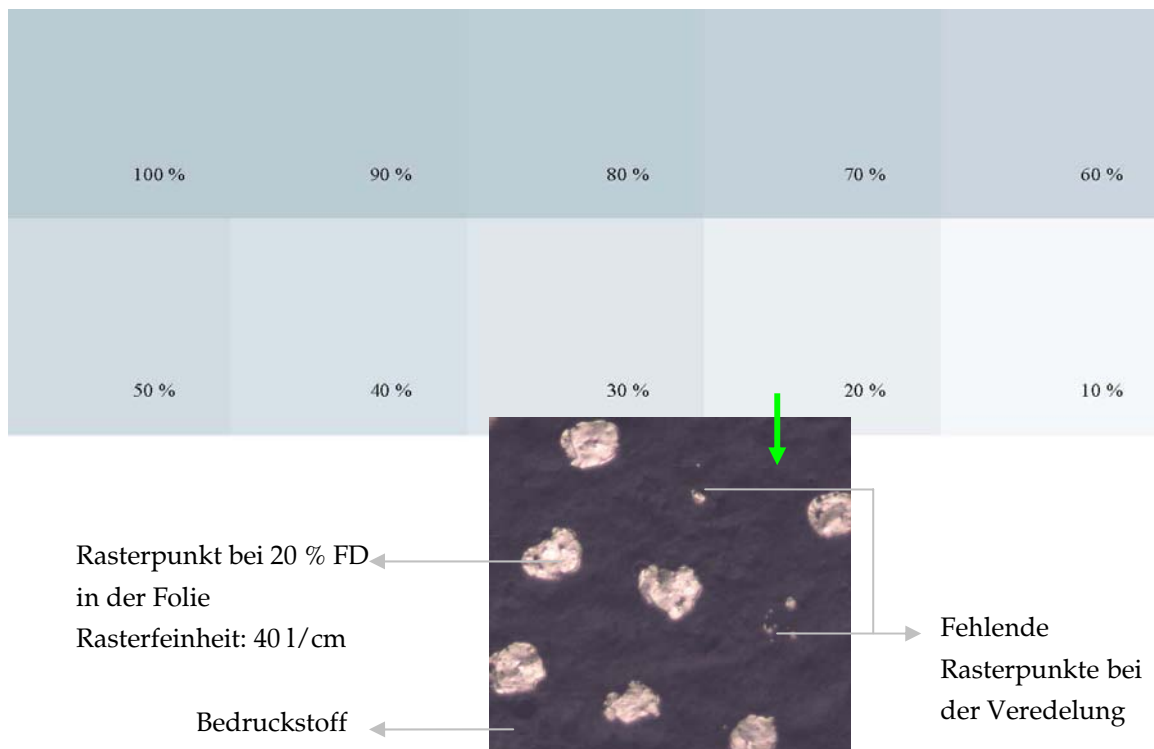 100 % 90 % 80 % 70 % 60 %
50 % 40 % 30 % 20 % 10 %
Rasterpunkt bei 20 % FD
in der Folie
Rasterfeinheit: 40 l/cm
Bedruckstoff
Fehlende
Rasterpunkte bei
der Veredelung